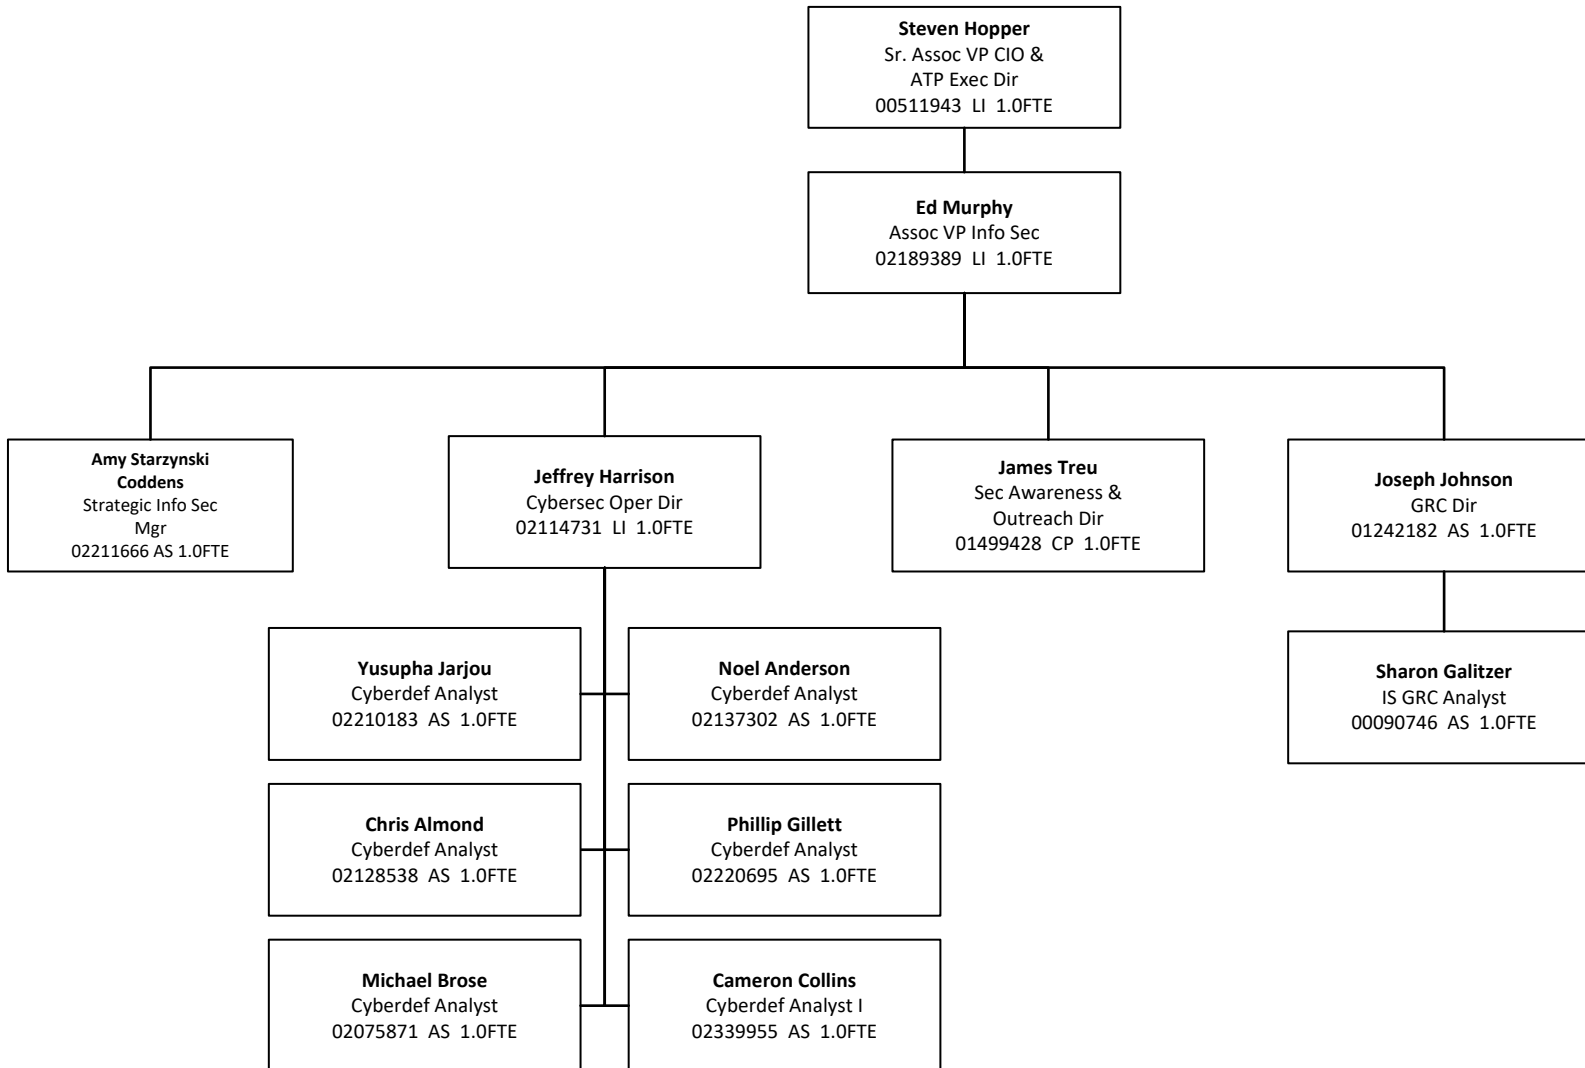 Steven Hopper
Sr. Assoc VP CIO &
ATP Exec Dir
00511943 LI 1.0FTE
Ed Murphy
Assoc VP Info Sec
02189389 LI 1.0FTE
Amy Starzynski
Coddens
Strategic Info Sec
Mgr
02211666 AS 1.0FTE
Jeffrey Harrison
Cybersec Oper Dir
02114731 LI 1.0FTE
James Treu
Sec Awareness &
Outreach Dir
01499428 CP 1.0FTE
Joseph Johnson
GRC Dir
01242182 AS 1.0FTE
Yusupha Jarjou
Cyberdef Analyst
02210183 AS 1.0FTE
Noel Anderson
Cyberdef Analyst
02137302 AS 1.0FTE
Sharon Galitzer
IS GRC Analyst
00090746 AS 1.0FTE
Chris Almond
Cyberdef Analyst
02128538 AS 1.0FTE
Phillip Gillett
Cyberdef Analyst
02220695 AS 1.0FTE
Michael Brose
Cyberdef Analyst
02075871 AS 1.0FTE
Cameron Collins
Cyberdef Analyst I
02339955 AS 1.0FTE